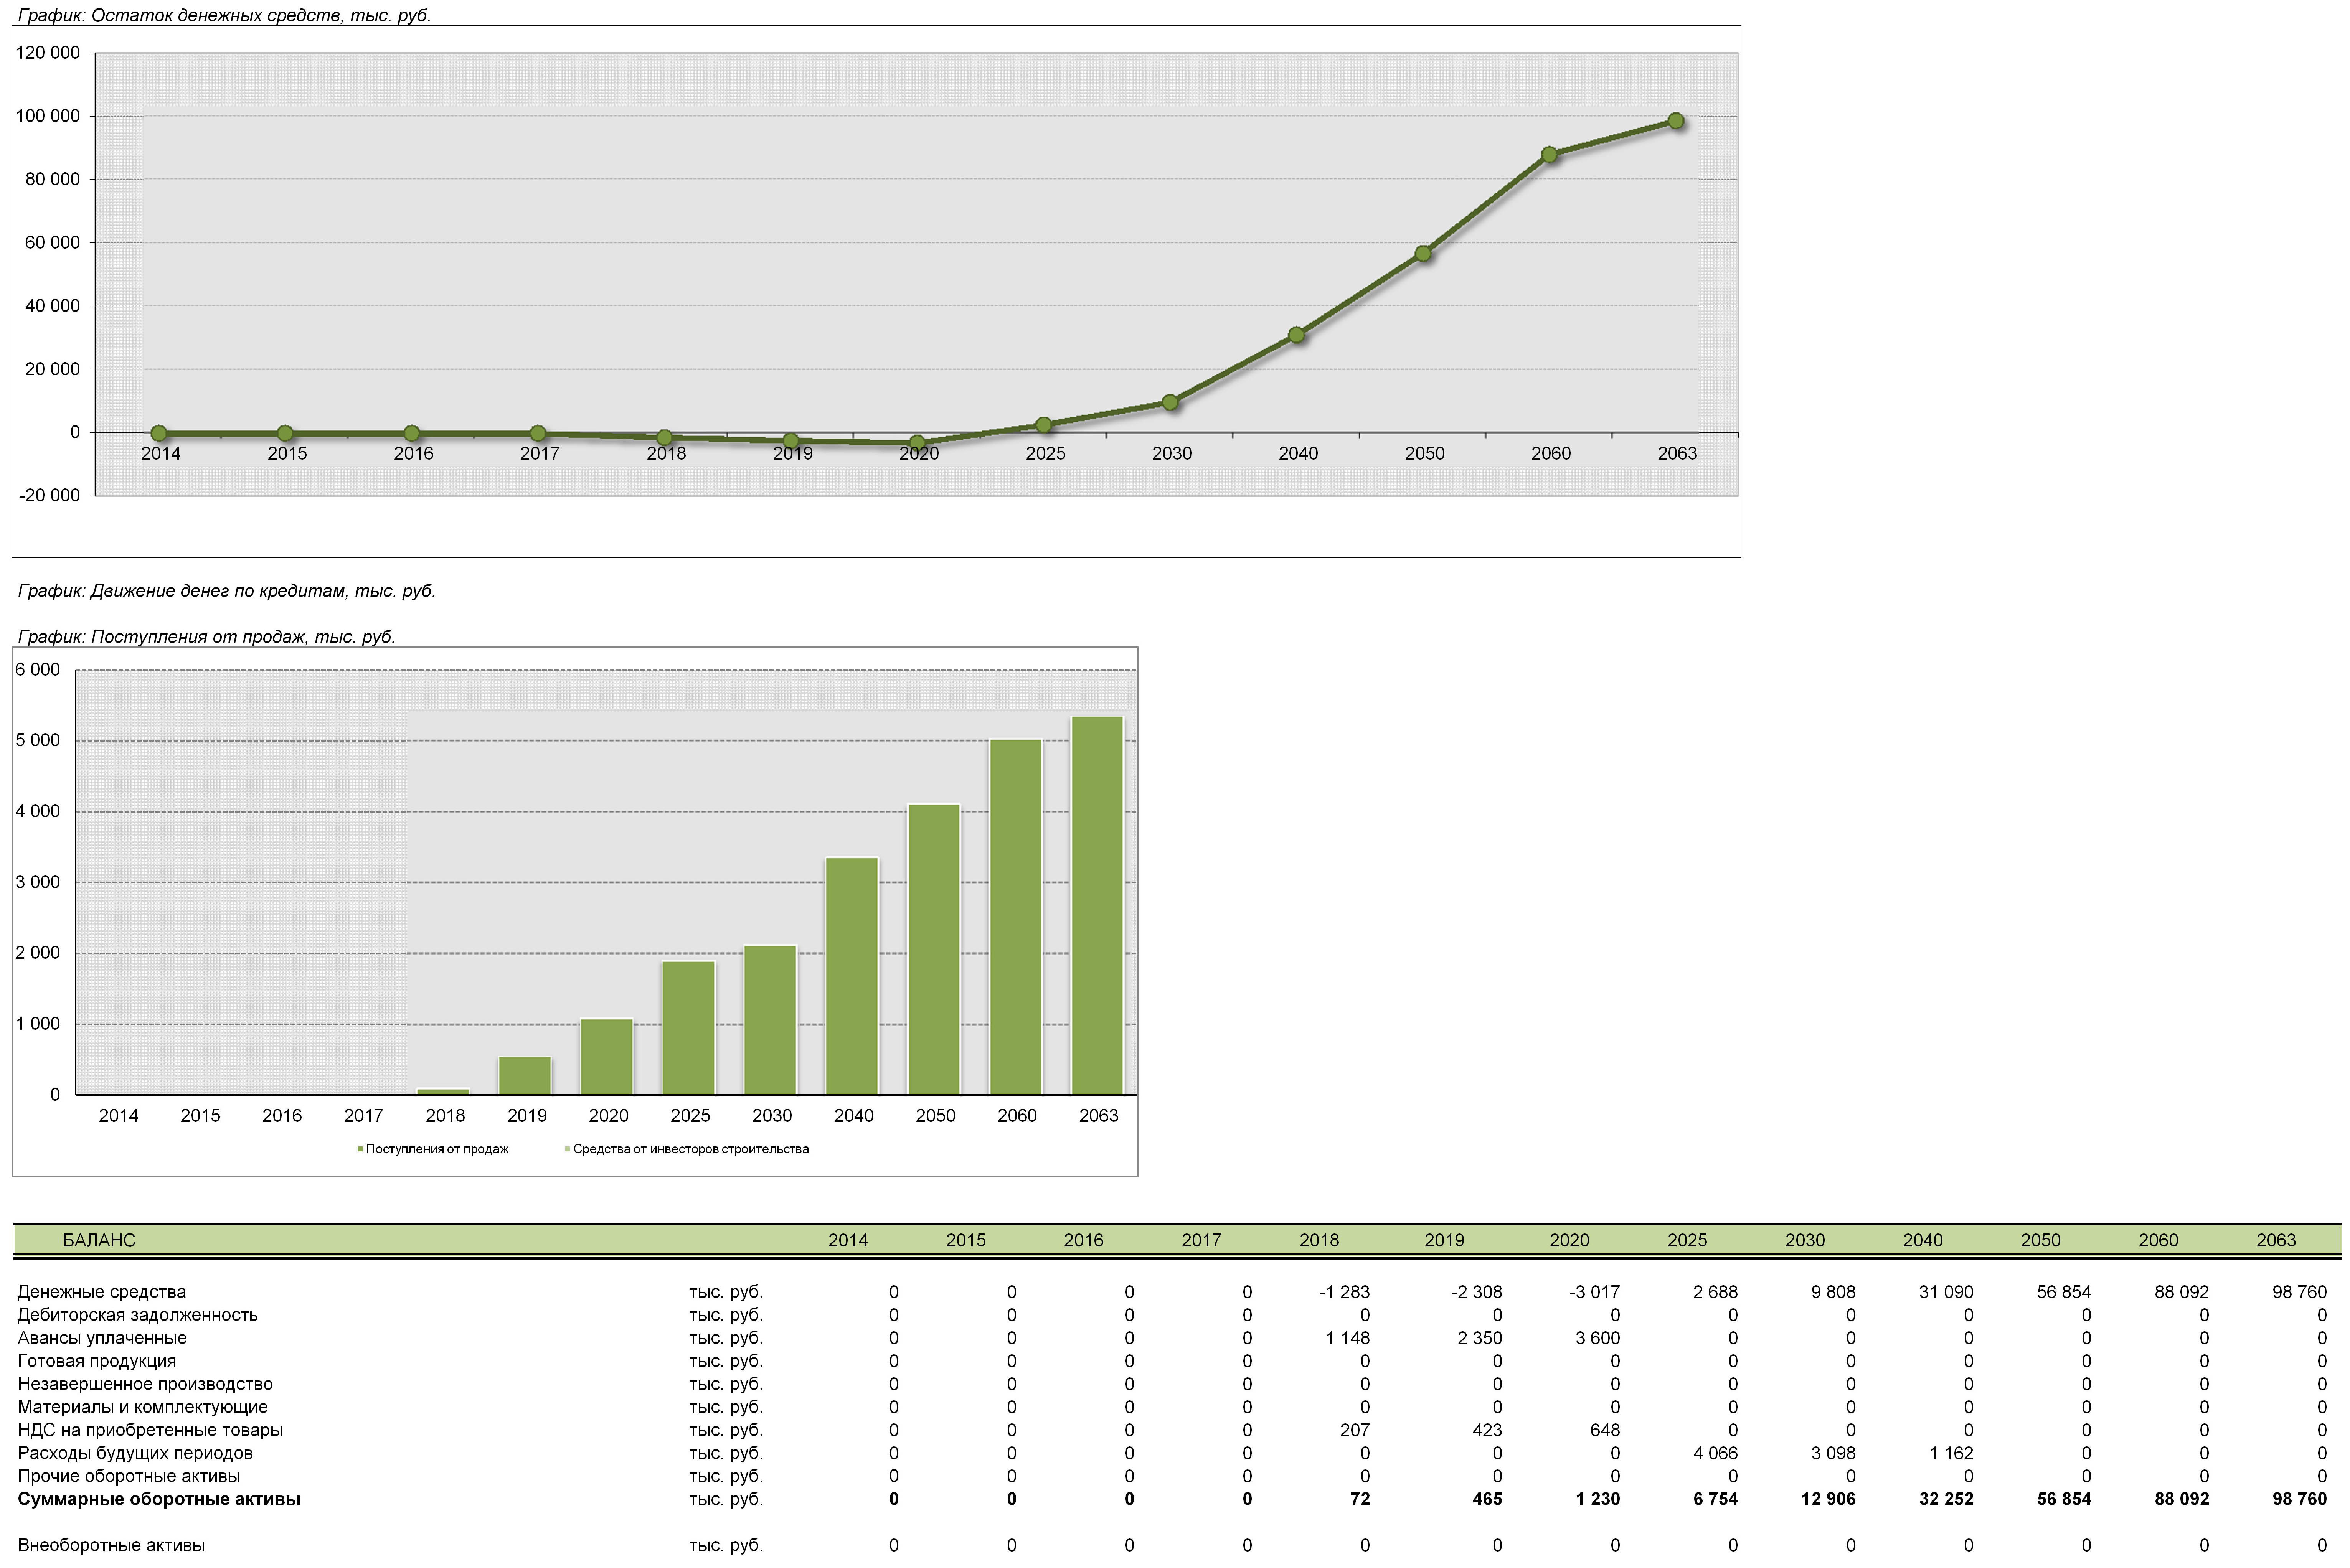 График: Остаток денежных средств, тыс. руб.
120 000
100 000
80 000
60 000
40 000
20 000
0
2014 2015 2016 2017 2018 2019 2020 2025 2030 2040 2050 2060 2063
-20 000
График: Движение денег по кредитам, тыс. руб.
График: Поступления от продаж, тыс. руб.
6 000
5 000
4 000
3 000
2 000
1 000
0
2014 2015 2016 2017 2018 2019 2020 2025 2030 2040 2050 2060 2063
Поступления от продаж Средства от инвесторов строительства
БАЛАНС 2014 2015 2016 2017 2018 2019 2020 2025 2030 2040 2050 2060 2063
Денежные средства тыс. руб. 0 0 0 0 -1 283 -2 308 -3 017 2 688 9 808 31 090 56 854 88 092 98 760
Дебиторская задолженность тыс. руб. 0 0 0 0 0 0 0 0 0 0 0 0 0
Авансы уплаченные тыс. руб. 0 0 0 0 1 148 2 350 3 600 0 0 0 0 0 0
Готовая продукция тыс. руб. 0 0 0 0 0 0 0 0 0 0 0 0 0
Незавершенное производство тыс. руб. 0 0 0 0 0 0 0 0 0 0 0 0 0
Материалы и комплектующие тыс. руб. 0 0 0 0 0 0 0 0 0 0 0 0 0
НДС на приобретенные товары тыс. руб. 0 0 0 0 207 423 648 0 0 0 0 0 0
Расходы будущих периодов тыс. руб. 0 0 0 0 0 0 0 4 066 3 098 1 162 0 0 0
Прочие оборотные активы тыс. руб. 0 0 0 0 0 0 0 0 0 0 0 0 0
Суммарные оборотные активы тыс. руб. 0 0 0 0 72 465 1 230 6 754 12 906 32 252 56 854 88 092 98 760
Внеоборотные активы тыс. руб. 0 0 0 0 0 0 0 0 0 0 0 0 0